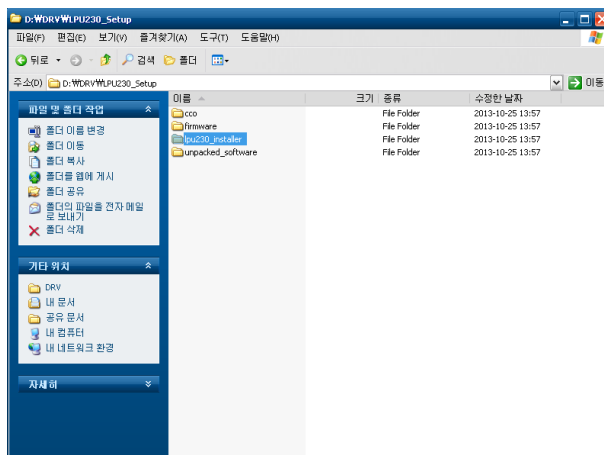 D:\DRV\LPU230_Setup
파일(F) 편집(E) 보기(V) 즐겨찾기(A) 도구(T) 도움말(H)
뒤로 검색 폴더
주소(D) D:\DRV\LPU230_Setup 이동
파일 및 폴더 작업
폴더 이름 변경
폴더 이동
폴더 복사
폴더를 웹에 게시
폴더 공유
폴더의 파일을 전자 메일
로 보내기
폴더 삭제
기타 위치
DRV
내 문서
공유 문서
내 컴퓨터
내 네트워크 환경
자세히
이름 크기 종류 수정한 날짜
cco File Folder 2013-10-25 13:57
firmware File Folder 2013-10-25 13:57
lpu230_installer File Folder 2013-10-25 13:57
unpacked_software File Folder 2013-10-25 13:57